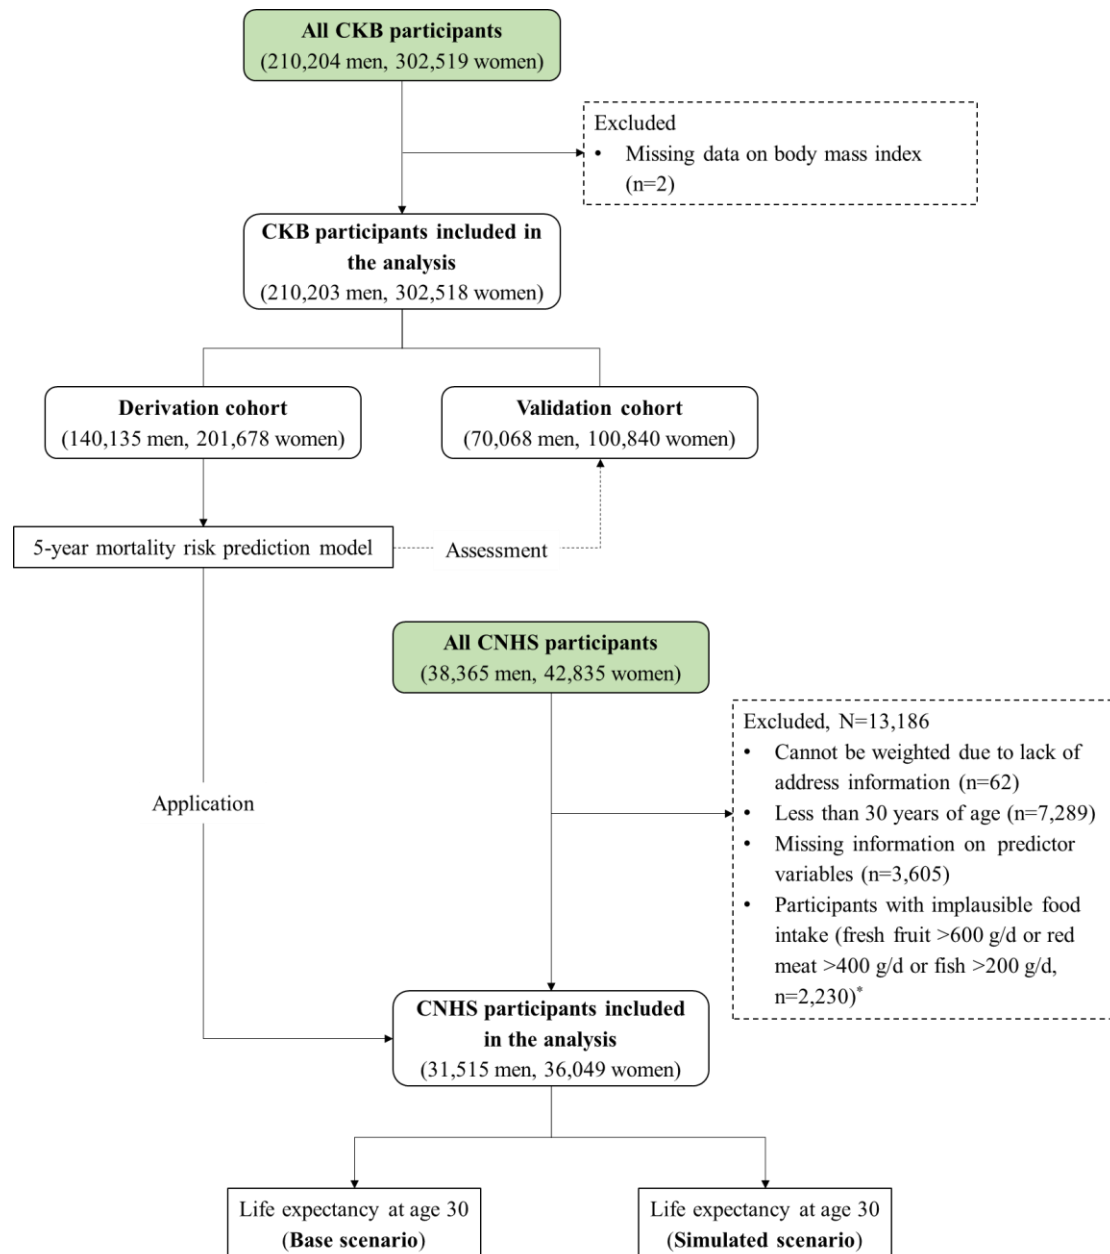 All CKB participants
(210,204 men, 302,519 women)
Excluded
• Missing data on body mass index
(n=2)
CKB participants included in
the analysis
(210,203 men, 302,518 women)
Derivation cohort
(140,135 men, 201,678 women)
Validation cohort
(70,068 men, 100,840 women)
5-year mortality risk prediction model
Assessment
All CNHS participants
(38,365 men, 42,835 women)
Excluded, N=13,186
• Cannot be weighted due to lack of
address information (n=62)
• Less than 30 years of age (n=7,289)
• Missing information on predictor
variables (n=3,605)
• Participants with implausible food
intake (fresh fruit >600 g/d or red
meat >400 g/d or fish >200 g/d,
n=2,230)*
Application
CNHS participants included
in the analysis
(31,515 men, 36,049 women)
Life expectancy at age 30
(Base scenario)
Life expectancy at age 30
(Simulated scenario)